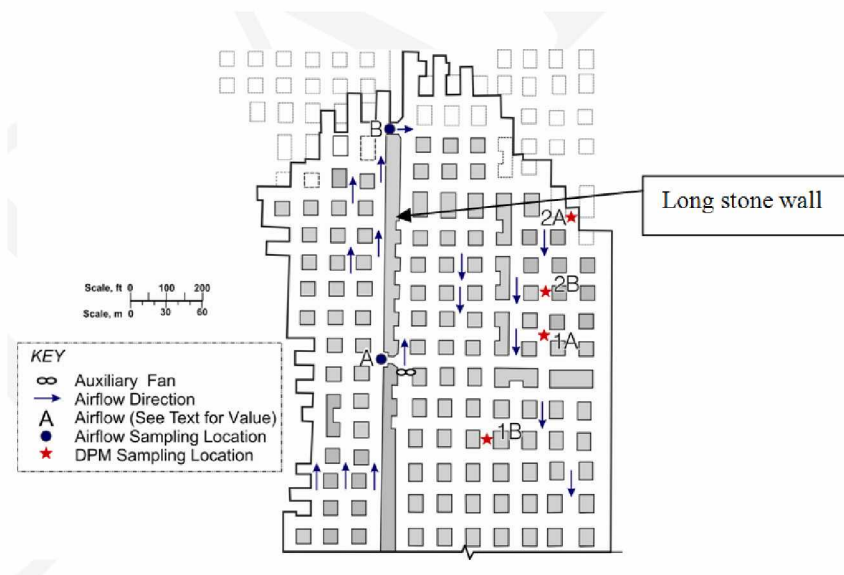 B
Long stone wall
2A
2B
1A
A
1B
Scale, ft 0 100 200
Scale, m 0 30 60
KEY
Auxiliary Fan
Airflow Direction
A Airflow (See Text for Value)
Airflow Sampling Location
DPM Sampling Location